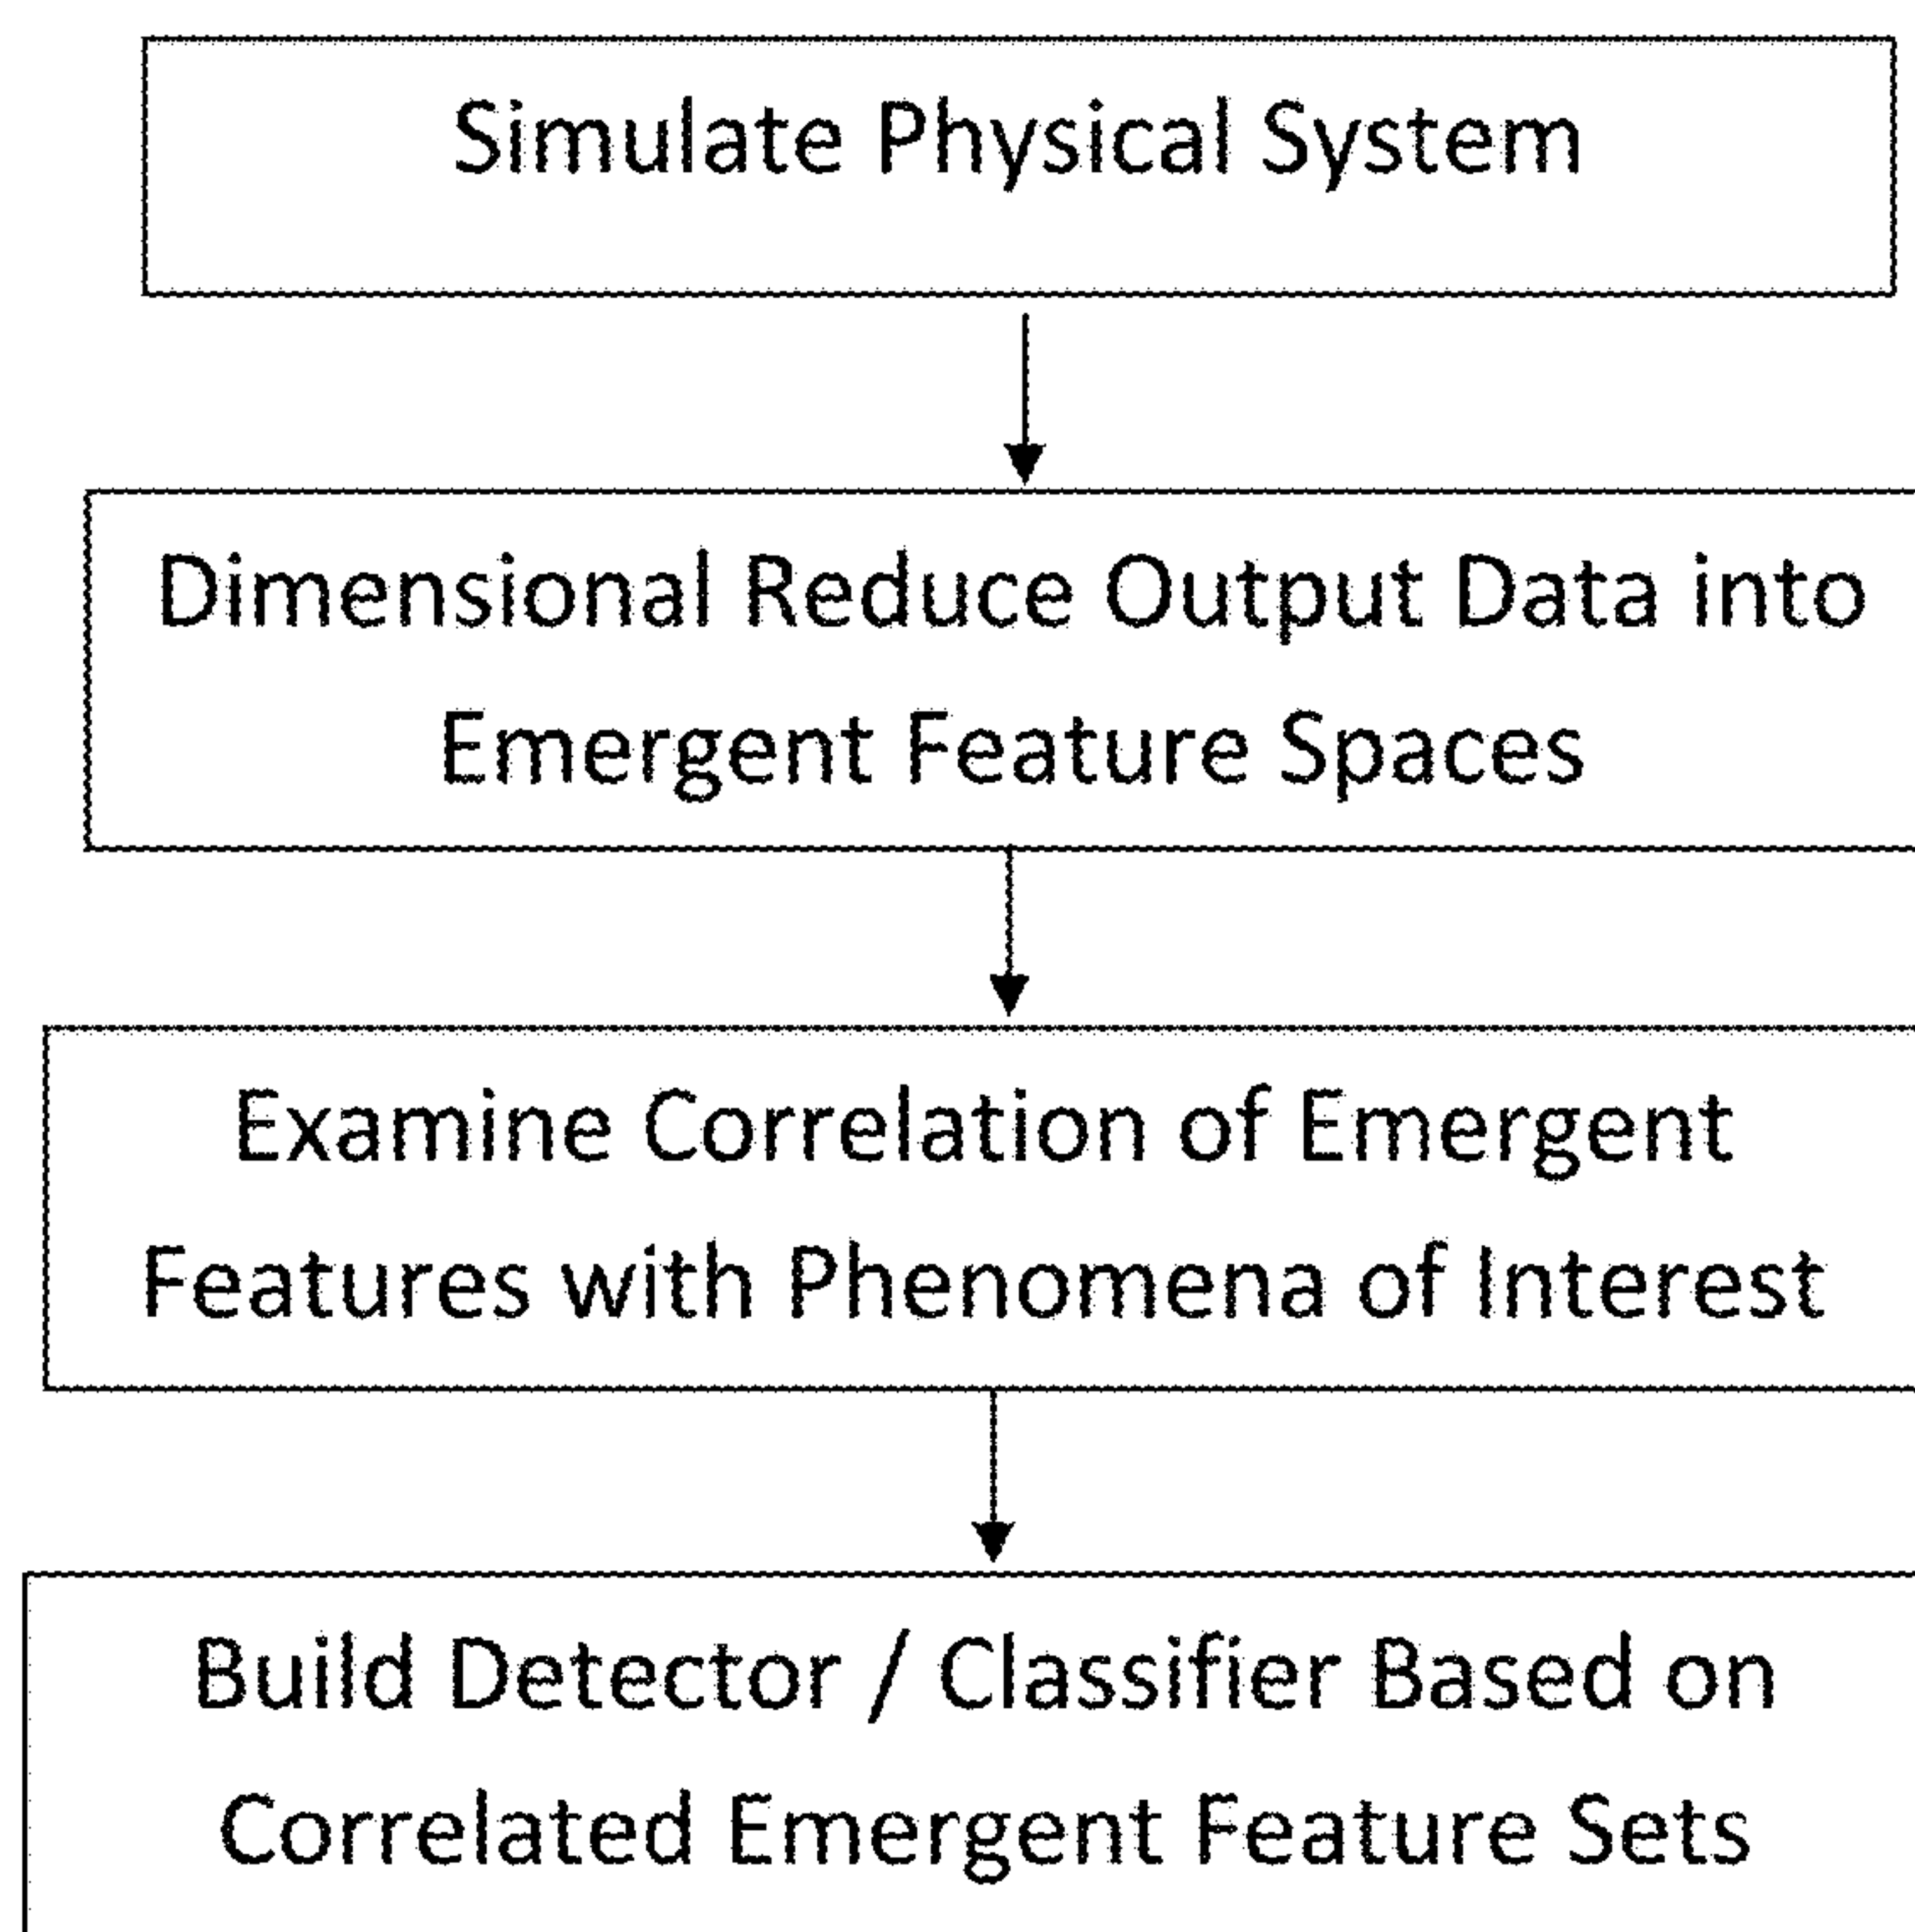 Simulate Physical System
Dimensional Reduce Output Data into
Emergent Feature Spaces
Examine Correlation of Emergent
Features with Phenomena of Interest
Build Detector / Classifier Based on
Correlated Emergent Feature Sets